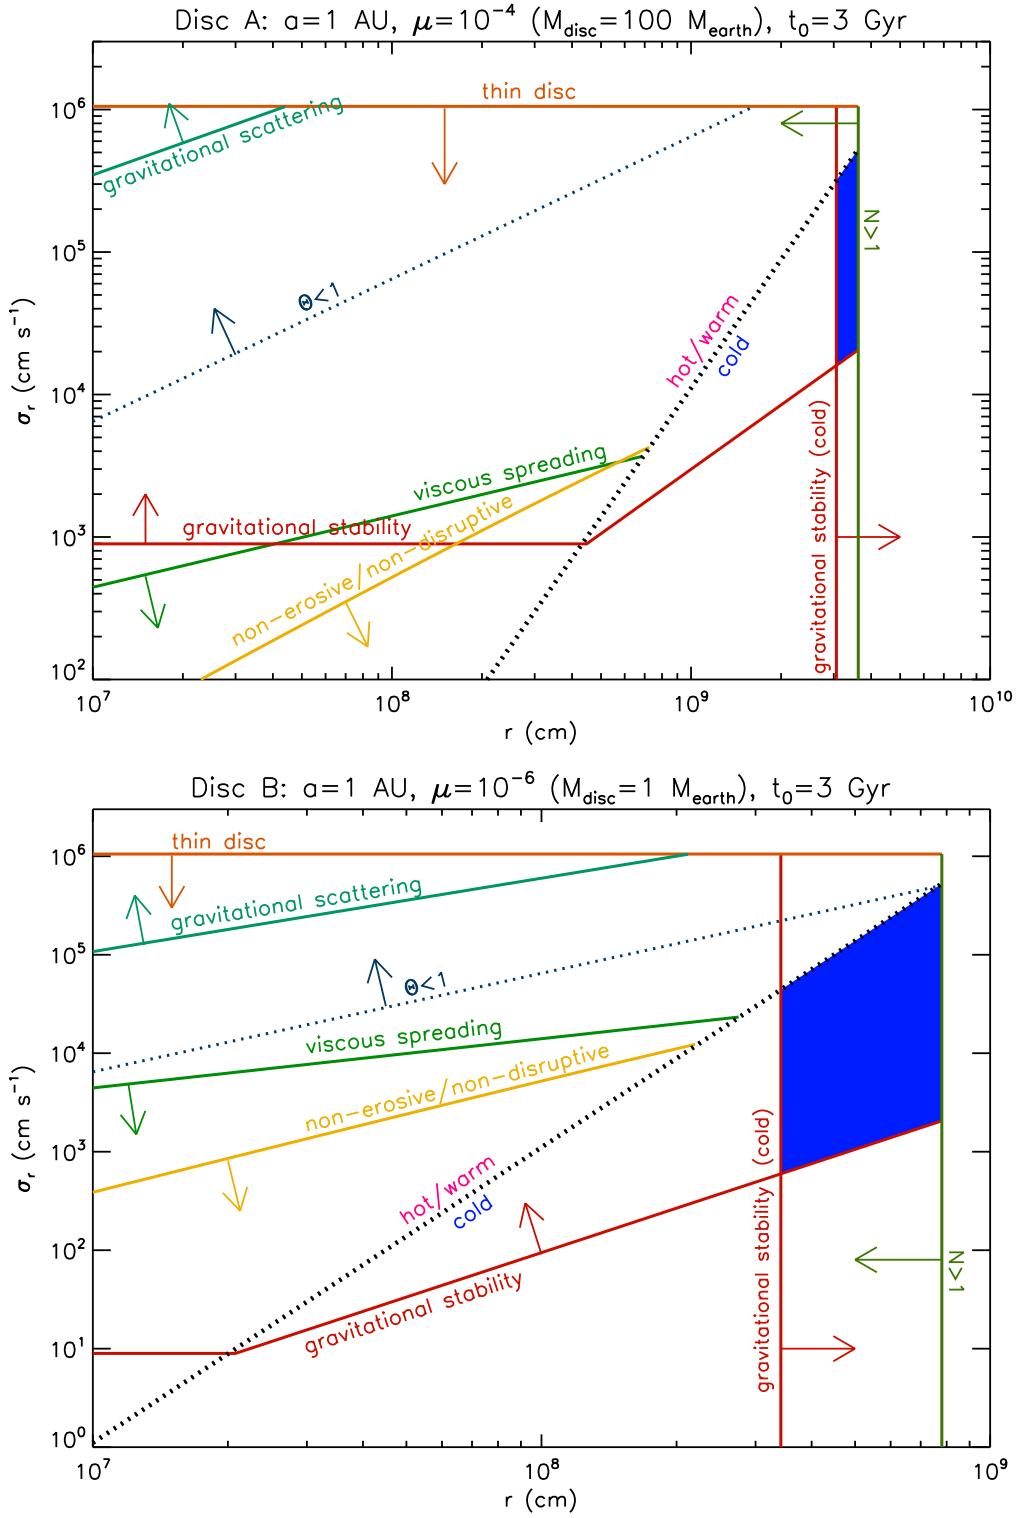 Disc A: a=1 AU, μ=10⁻⁴ (M_disc=100 M_earth), t₀=3 Gyr
thin disc
gravitational scattering
N>1
Θ<1
hot/warm
cold
viscous spreading
gravitational stability
non-erosive/non-disruptive
gravitational stability (cold)
10⁶
10⁵
10⁴
10³
10²
σ_r (cm s⁻¹)
10⁷
10⁸
10⁹
10¹⁰
r (cm)
Disc B: a=1 AU, μ=10⁻⁶ (M_disc=1 M_earth), t₀=3 Gyr
thin disc
gravitational scattering
Θ<1
viscous spreading
non-erosive/non-disruptive
hot/warm
cold
gravitational stability
gravitational stability (cold)
N>1
10⁶
10⁵
10⁴
10³
10²
10¹
10⁰
σ_r (cm s⁻¹)
10⁷
10⁸
10⁹
r (cm)